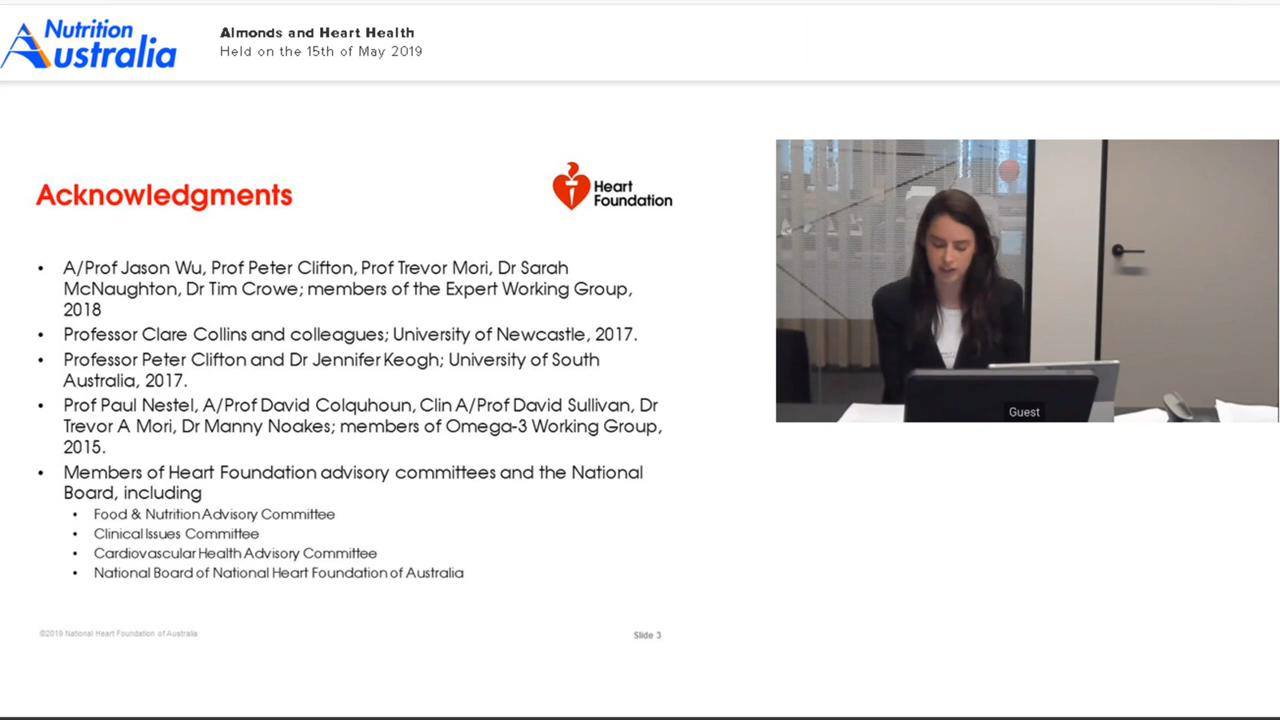 Nutrition
Australia
Almonds and Heart Health
Held on the 15th of May 2019
Acknowledgments
Heart
Foundation
• A/Prof Jason Wu, Prof Peter Clifton, Prof Trevor Mori, Dr Sarah
McNaughton, Dr Tim Crowe; members of the Expert Working Group,
2018
• Professor Clare Collins and colleagues; University of Newcastle, 2017.
• Professor Peter Clifton and Dr Jennifer Keogh; University of South
Australia, 2017.
• Prof Paul Nestel, A/Prof David Colquhoun, Clin A/Prof David Sullivan, Dr
Trevor A Mori, Dr Manny Noakes; members of Omega-3 Working Group,
2015.
• Members of Heart Foundation advisory committees and the National
Board, including
• Food & Nutrition Advisory Committee
• Clinical Issues Committee
• Cardiovascular Health Advisory Committee
• National Board of National Heart Foundation of Australia
©2019 National Heart Foundation of Australia
Slide 3
Guest